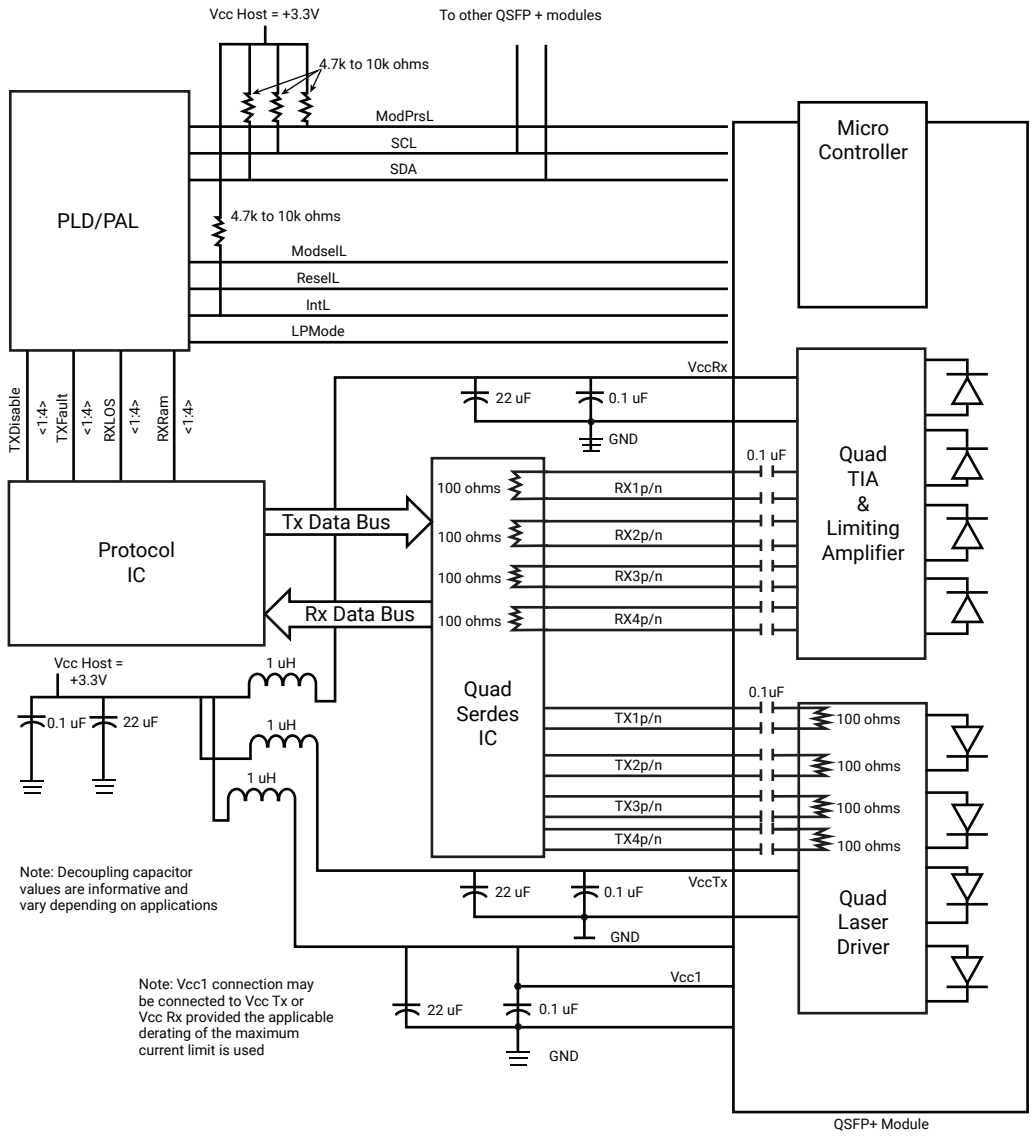 Vcc Host = +3.3V
To other QSFP + modules
4.7k to 10k ohms
ModPrsL
SCL
SDA
Micro
Controller
PLD/PAL
4.7k to 10k ohms
ModselL
ReselL
IntL
LPMode
TXDisable
<1:4>
TXFault
<1:4>
RXLOS
<1:4>
RXRam
<1:4>
VccRx
22 uF
0.1 uF
GND
0.1 uF
Quad
TIA
&
Limiting
Amplifier
100 ohms
RX1p/n
100 ohms
RX2p/n
100 ohms
RX3p/n
100 ohms
RX4p/n
Tx Data Bus
Protocol
IC
Rx Data Bus
Vcc Host =
+3.3V
1 uH
0.1 uF
22 uF
1 uH
1 uH
Quad
Serdes
IC
0.1uF
TX1p/n
100 ohms
TX2p/n
100 ohms
TX3p/n
100 ohms
TX4p/n
100 ohms
Note: Decoupling capacitor
values are informative and
vary depending on applications
VccTx
22 uF
0.1 uF
GND
Quad
Laser
Driver
Note: Vcc1 connection may
be connected to Vcc Tx or
Vcc Rx provided the applicable
derating of the maximum
current limit is used
Vcc1
22 uF
0.1 uF
GND
QSFP+ Module